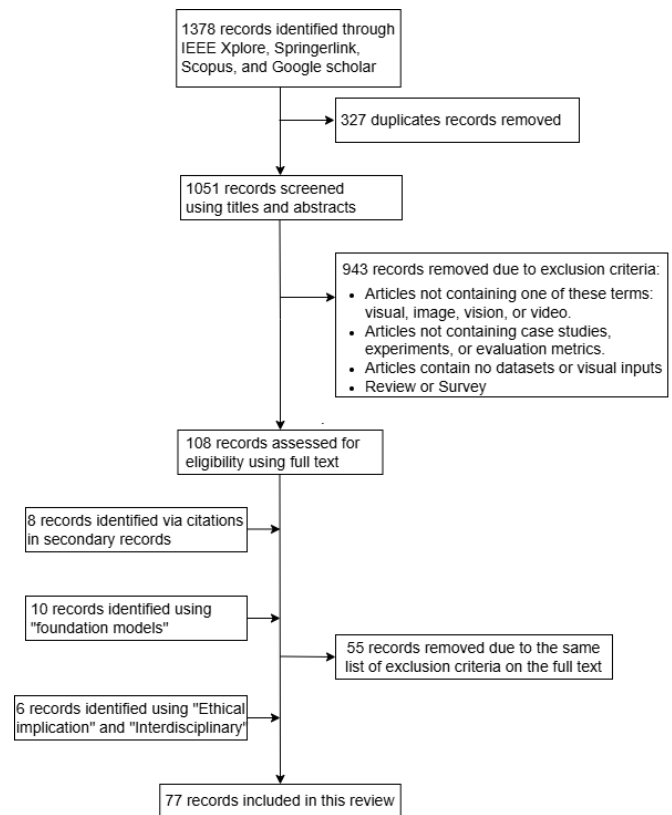 1378 records identified through
IEEE Xplore, Springerlink,
Scopus, and Google scholar
327 duplicates records removed
1051 records screened
using titles and abstracts
943 records removed due to exclusion criteria:
• Articles not containing one of these terms:
visual, image, vision, or video.
• Articles not containing case studies,
experiments, or evaluation metrics.
• Articles contain no datasets or visual inputs
• Review or Survey
108 records assessed for
eligibility using full text
8 records identified via citations
in secondary records
10 records identified using
"foundation models"
55 records removed due to the same
list of exclusion criteria on the full text
6 records identified using "Ethical
implication" and "Interdisciplinary"
77 records included in this review